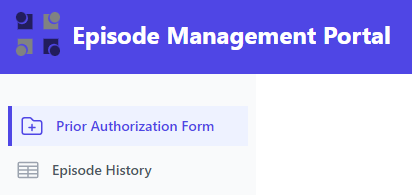 Episode Management Portal
Prior Authorization Form
Episode History